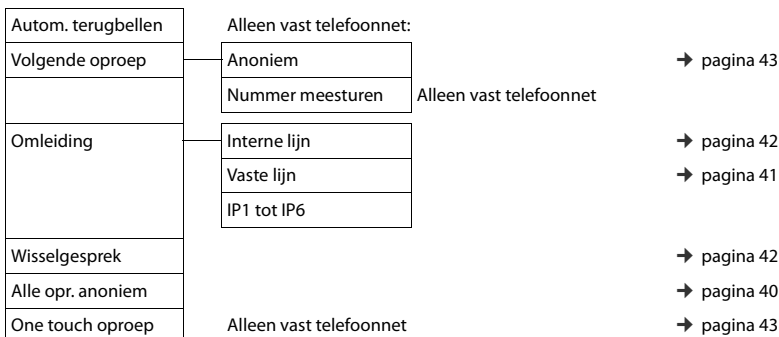 Autom. terugbellen Alleen vast telefoonnet:
Volgende oproep Anoniem ➔ pagina 43
Nummer meesturen Alleen vast telefoonnet
Omleiding Interne lijn ➔ pagina 42
Vaste lijn ➔ pagina 41
IP1 tot IP6
Wisselgesprek ➔ pagina 42
Alle opr. anoniem ➔ pagina 40
One touch oproep Alleen vast telefoonnet ➔ pagina 43